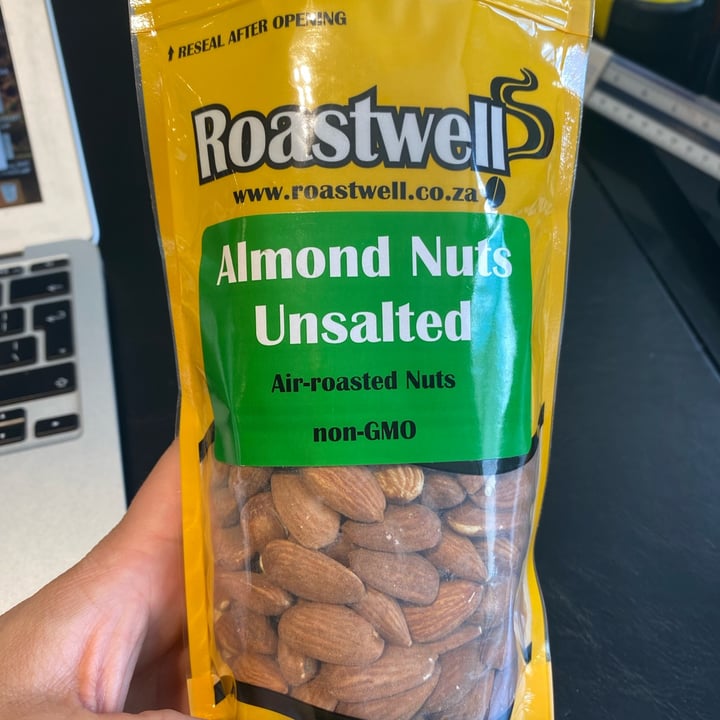 RESEAL AFTER OPENING
Roastwell
www.roastwell.co.za
Almond Nuts
Unsalted
Air-roasted Nuts
non-GMO